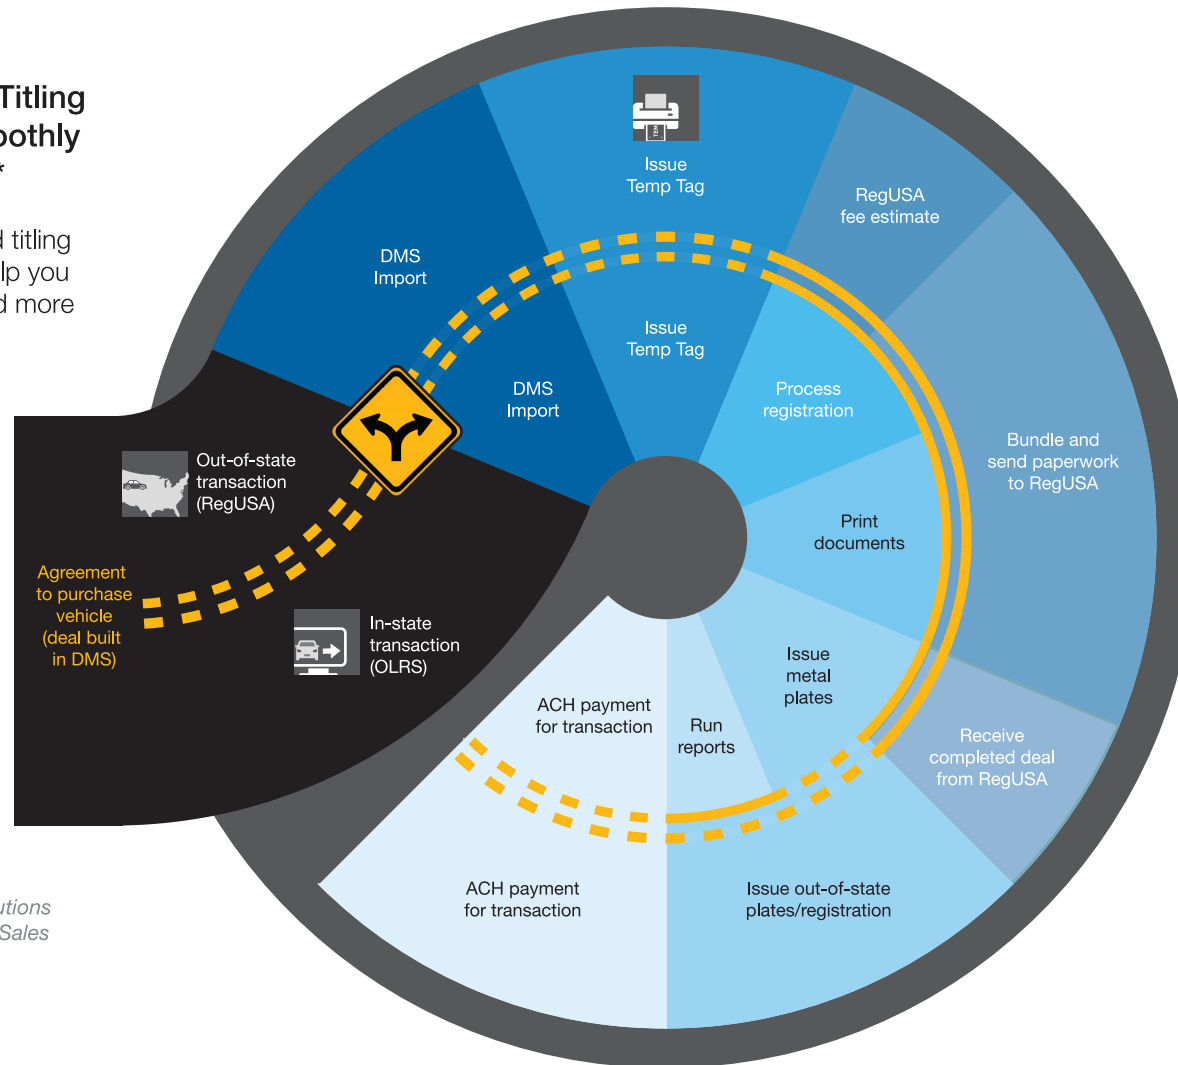 Titling
*
titling
you
more
Out-of-state
transaction
(RegUSA)
Agreement
to purchase
vehicle
(deal built
in DMS)
In-state
transaction
(OLRS)
DMS
Import
Issue
Temp Tag
RegUSA
fee estimate
Bundle and
send paperwork
to RegUSA
Receive
completed deal
from RegUSA
Issue out-of-state
plates/registration
ACH payment
for transaction
DMS
Import
Issue
Temp Tag
Process
registration
Print
documents
Issue
metal
plates
Run
reports
ACH payment
for transaction
Sales